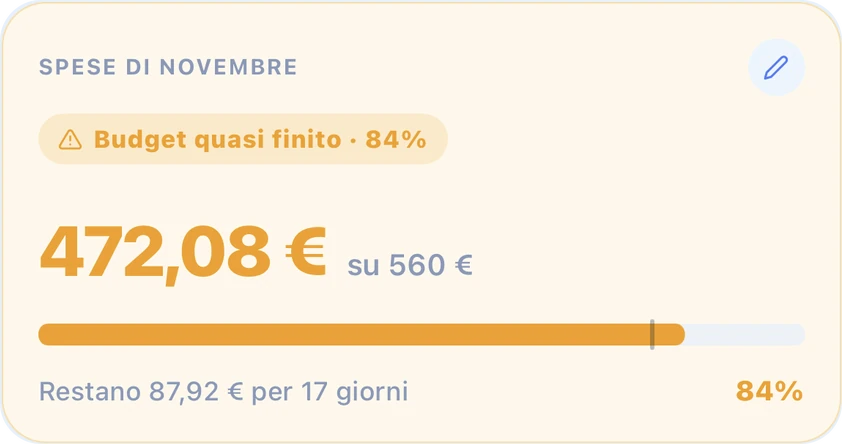 SPESE DI NOVEMBRE
Budget quasi finito · 84%
472,08 € su 560 €
Restano 87,92 € per 17 giorni 84%